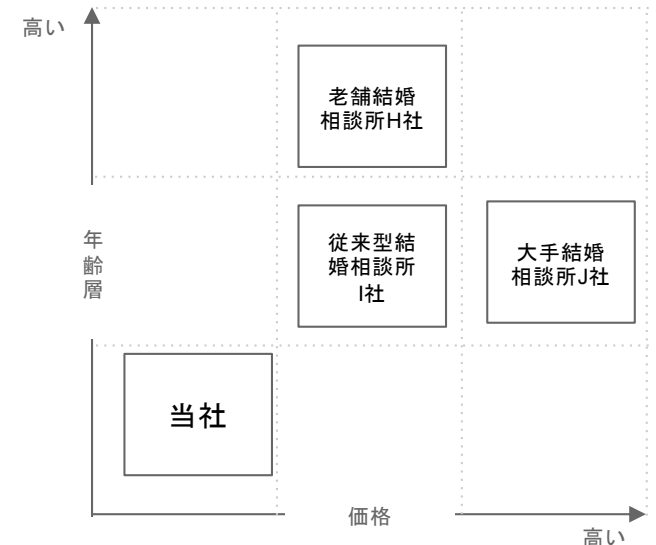 高い
老舗結婚
相談所H社
年齢層
従来型結
婚相談所
I社
大手結婚
相談所J社
当社
価格
高い